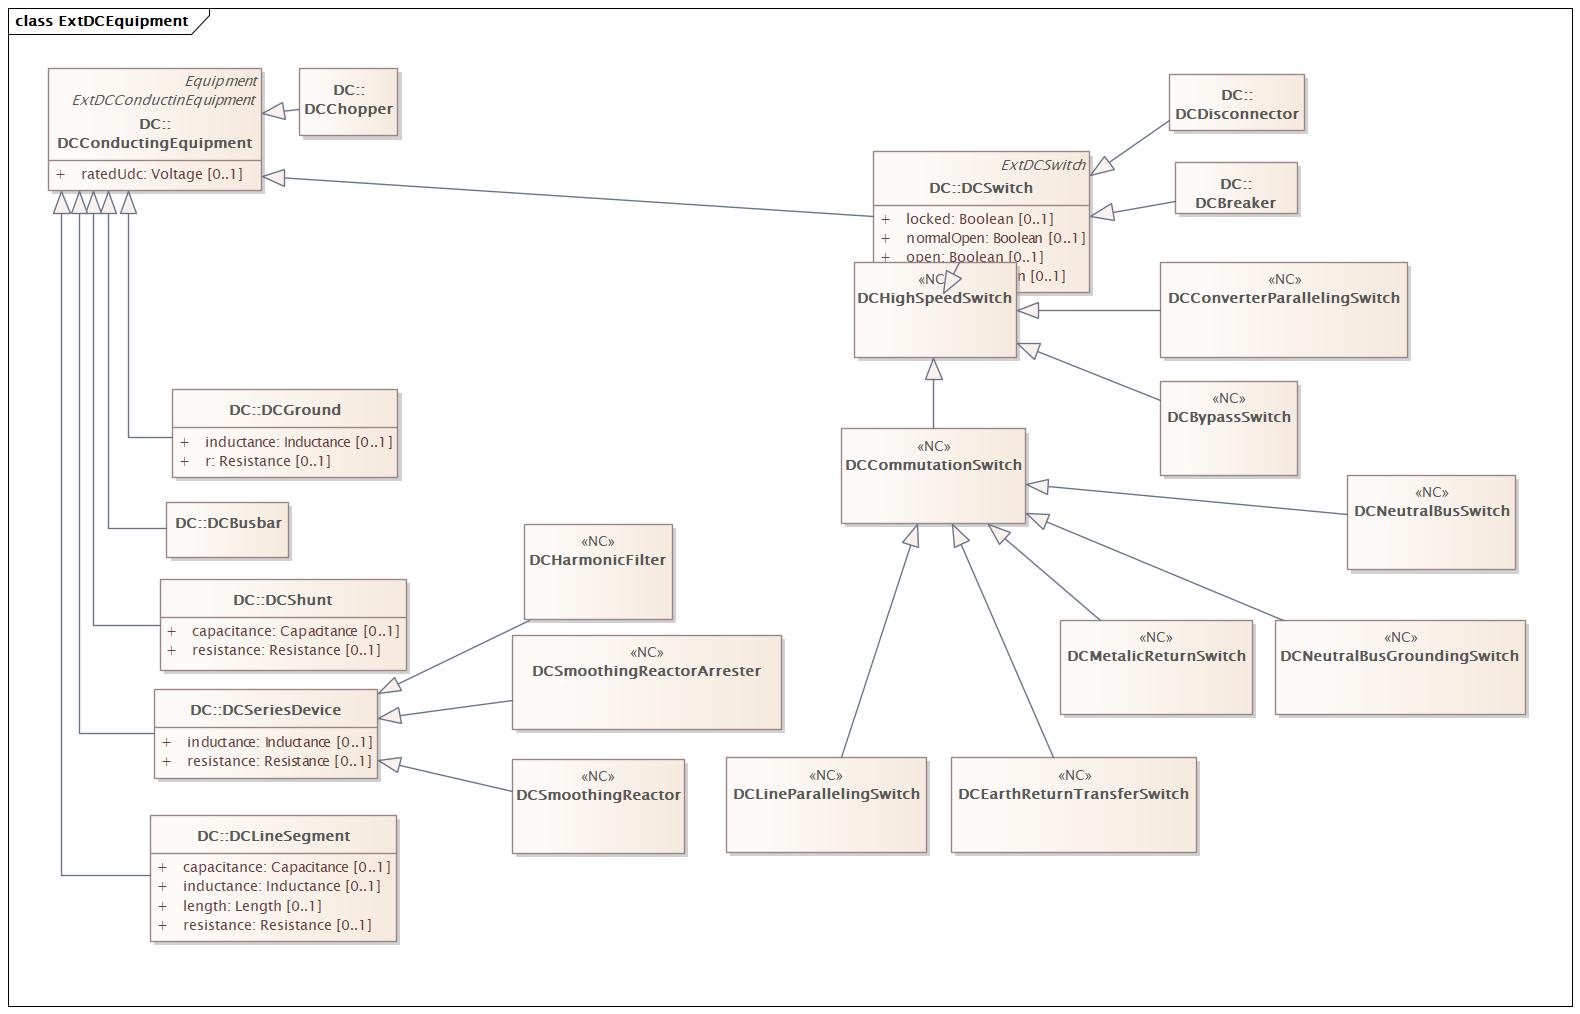 class ExtDCEquipment
Equipment
ExtDCConductinEquipment
DC::
DCConductingEquipment
+ ratedUdc: Voltage [0..1]
DC::
DCChopper
DC::
DCDisconnector
ExtDCSwitch
DC::DCSwitch
+ locked: Boolean [0..1]
+ normalOpen: Boolean [0..1]
+ open: Boolean [0..1]
[0..1]
DC::
DCBreaker
«NC
DCHighSpeedSwitch
«NC»
DCConverterParallelingSwitch
«NC»
DCBypassSwitch
DC::DCGround
+ inductance: Inductance [0..1]
+ r: Resistance [0..1]
«NC»
DCCommutationSwitch
«NC»
DCNeutralBusSwitch
DC::DCBusbar
«NC»
DCHarmonicFilter
DC::DCShunt
+ capacitance: Capacitance [0..1]
+ resistance: Resistance [0..1]
«NC»
DCSmoothingReactorArrester
«NC»
DCMetalicReturnSwitch
«NC»
DCNeutralBusGroundingSwitch
DC::DCSeriesDevice
+ inductance: Inductance [0..1]
+ resistance: Resistance [0..1]
«NC»
DCSmoothingReactor
«NC»
DCLineParallelingSwitch
«NC»
DCEarthReturnTransferSwitch
DC::DCLineSegment
+ capacitance: Capacitance [0..1]
+ inductance: Inductance [0..1]
+ length: Length [0..1]
+ resistance: Resistance [0..1]